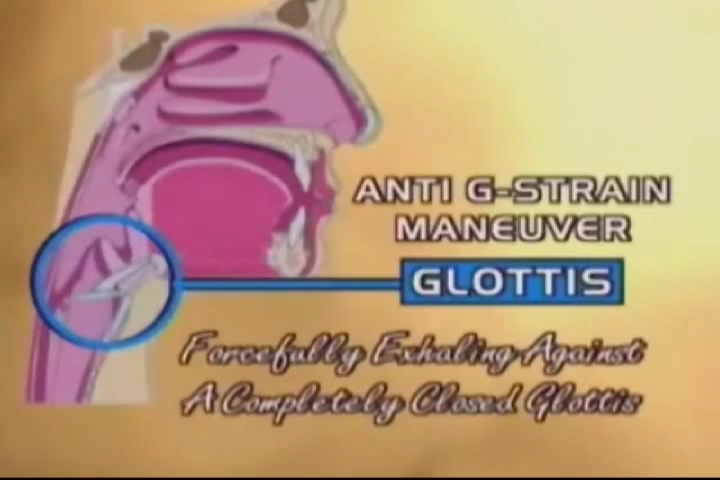 ANTI G-STRAIN
MANEUVER
GLOTTIS
Forcefully Exhaling Against
A Completely Closed Glottis